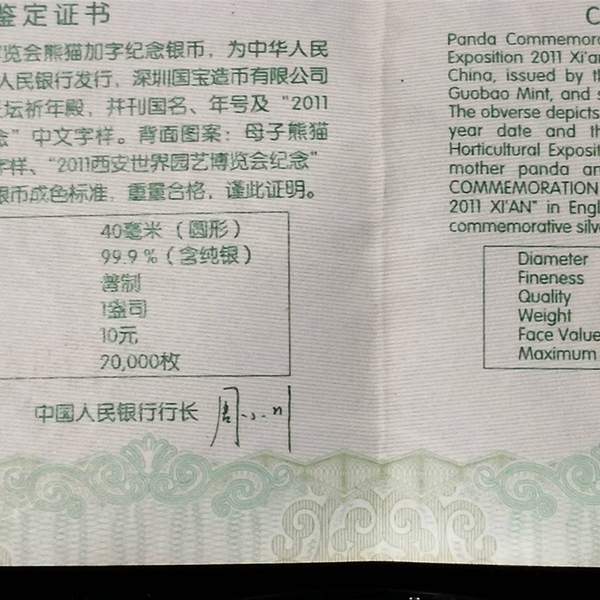 鉴定证书
览会熊猫加字纪念银币，为中华人民
人民银行发行，深圳国宝造币有限公司
坛祈年殿，并刊国名、年号及“2011
念”中文字样。背面图案：母子熊猫
字样、“2011西安世界园艺博览会纪念”
银币成色标准，重量合格，谨此证明。
40毫米（圆形）
99.9%（含纯银）
普制
1盎司
10元
20,000枚
中国人民银行行长
C
Panda Commemora
Exposition 2011 Xi'an
China, issued by th
Guobao Mint, and s
The obverse depicts
year date and th
Horticultural Exposit
mother panda an
COMMEMORATION
2011 XI'AN" in Engl
commemorative silve
Diameter
Fineness
Quality
Weight
Face Value
Maximum